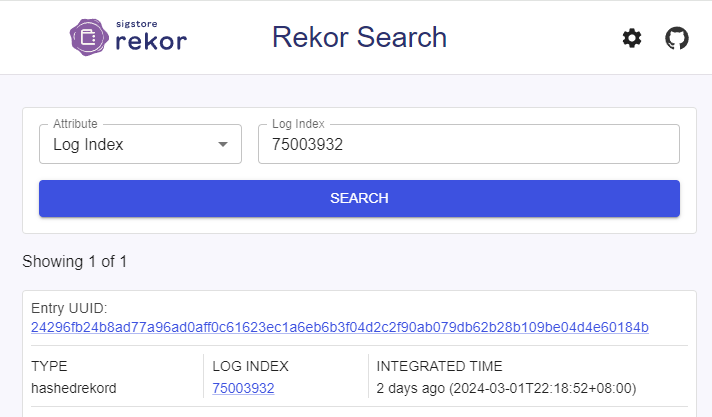 sigstore
rekor
Rekor Search
Attribute
Log Index
Log Index
75003932
SEARCH
Showing 1 of 1
Entry UUID:
24296fb24b8ad77a96ad0aff0c61623ec1a6eb6b3f04d2c2f90ab079db62b28b109be04d4e60184b
TYPE
hashedrekord
LOG INDEX
75003932
INTEGRATED TIME
2 days ago (2024-03-01T22:18:52+08:00)